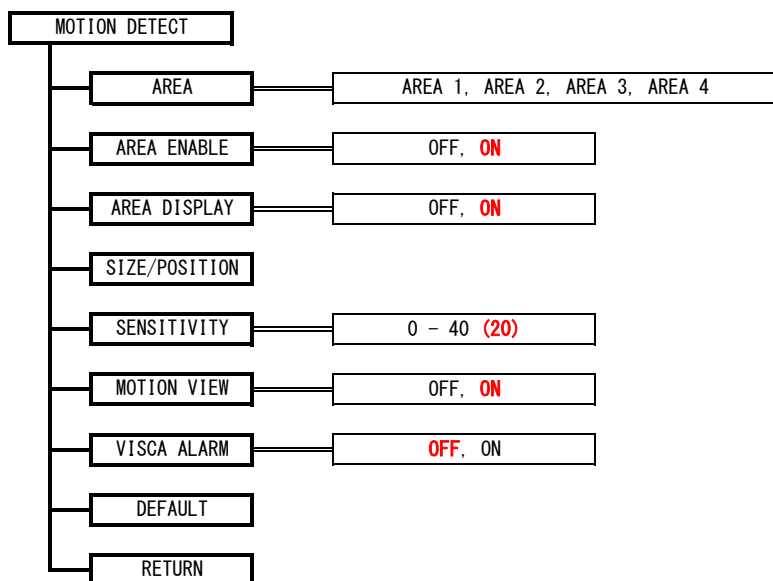 MOTION DETECT
AREA
AREA 1, AREA 2, AREA 3, AREA 4
AREA ENABLE
OFF, ON
AREA DISPLAY
OFF, ON
SIZE/POSITION
SENSITIVITY
0 - 40 (20)
MOTION VIEW
OFF, ON
VISCA ALARM
OFF, ON
DEFAULT
RETURN